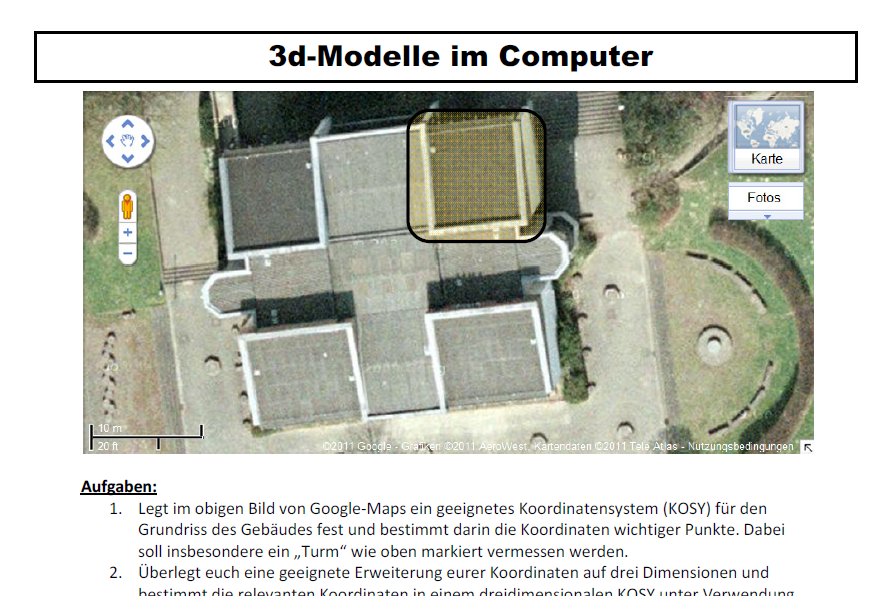 3d-Modelle im Computer
Karte
Fotos
10 m
20 ft
©2011 Google - Grafiken ©2011 AeroWest, Kartendaten ©2011 Tele Atlas - Nutzungsbedingungen
Aufgaben:
1. Legt im obigen Bild von Google-Maps ein geeignetes Koordinatensystem (KOSY) für den
Grundriss des Gebäudes fest und bestimmt darin die Koordinaten wichtiger Punkte. Dabei
soll insbesondere ein „Turm“ wie oben markiert vermessen werden.
2. Überlegt euch eine geeignete Erweiterung eurer Koordinaten auf drei Dimensionen und
bestimmt die relevanten Koordinaten in einem dreidimensionalen KOSY unter Verwendung